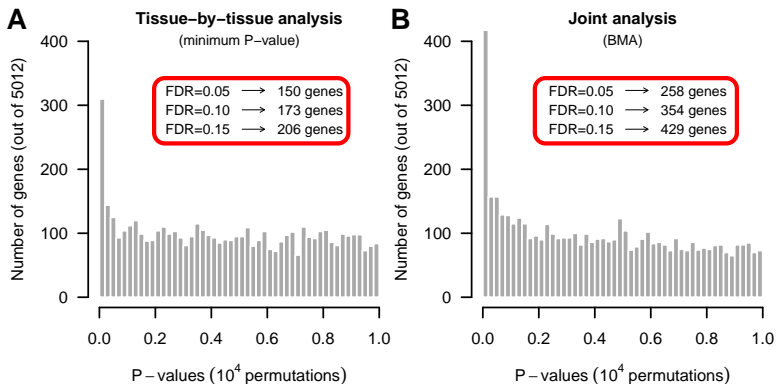 A
Tissue−by−tissue analysis
(minimum P−value)
Number of genes (out of 5012)
400
300
200
100
0
FDR=0.05 → 150 genes
FDR=0.10 → 173 genes
FDR=0.15 → 206 genes
0.0 0.2 0.4 0.6 0.8 1.0
P−values (10^4 permutations)
B
Joint analysis
(BMA)
Number of genes (out of 5012)
400
300
200
100
0
FDR=0.05 → 258 genes
FDR=0.10 → 354 genes
FDR=0.15 → 429 genes
0.0 0.2 0.4 0.6 0.8 1.0
P−values (10^4 permutations)